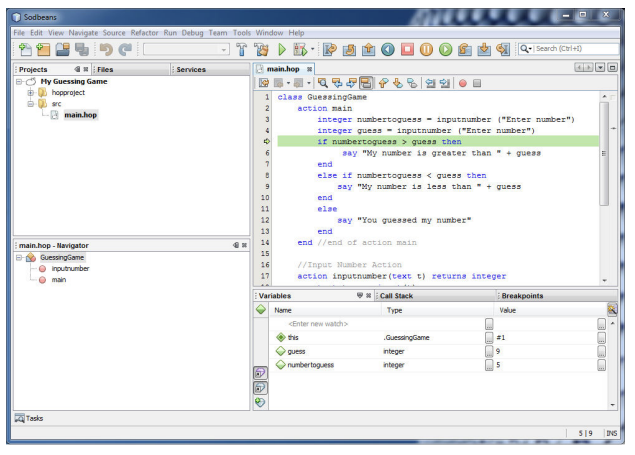 Sodbeans
File Edit View Navigate Source Refactor Run Debug Team Tools Window Help
Search (Ctrl+I)
Projects Files Services
My Guessing Game
hopproject
src
main.hop
main.hop - Navigator
GuessingGame
inputnumber
main
main.hop
1 class GuessingGame
2 action main
3 integer numbertoguess = inputnumber ("Enter number")
4 integer guess = inputnumber ("Enter number")
if numbertoguess > guess then
6 say "My number is greater than " + guess
7 end
8 else if numbertoguess < guess then
9 say "My number is less than " + guess
10 end
11 else
12 say "You guessed my number"
13 end
14 end //end of action main
15
16 //Input Number Action
17 action inputnumber(text t) returns integer
Variables Call Stack Breakpoints
Name Type Value
<Enter new watch>
this .GuessingGame #1
guess integer 9
numbertoguess integer 5
Tasks
5 | 9 INS